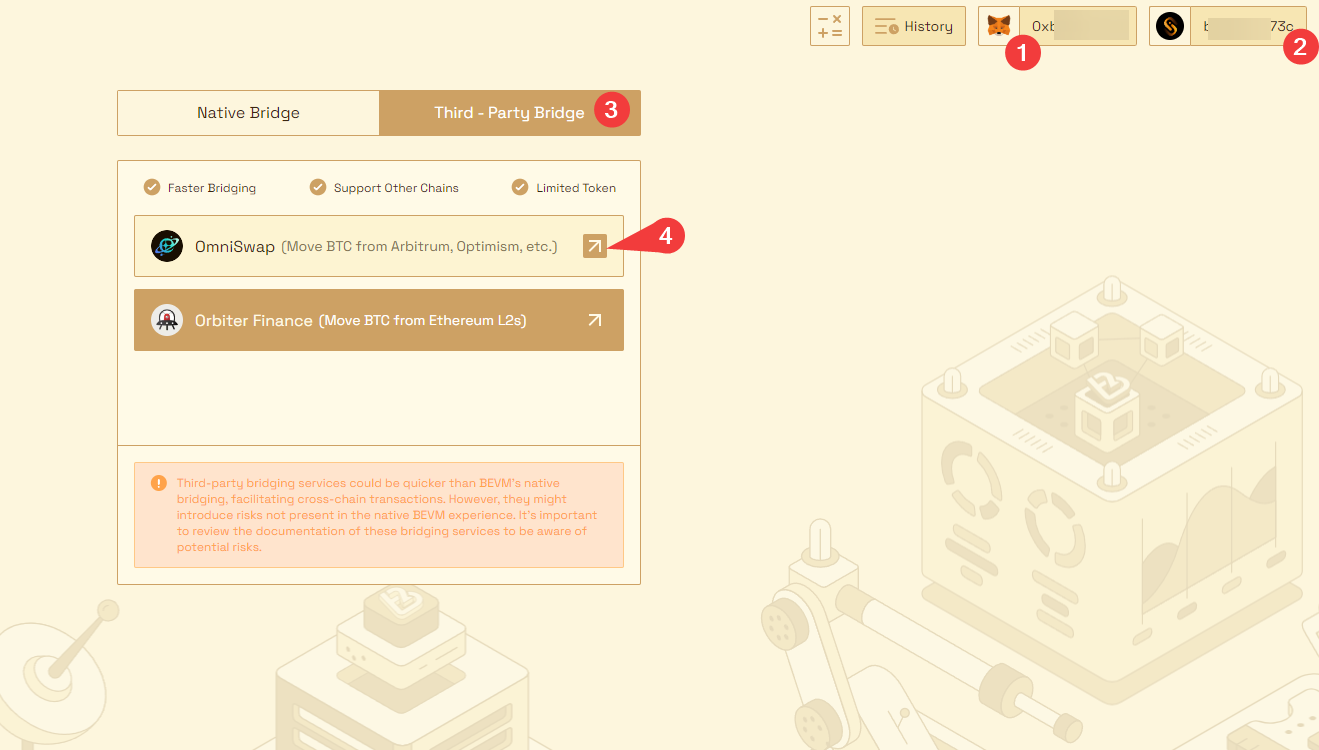 History
0xb
b 73c
1
2
Native Bridge
Third - Party Bridge
3
Faster Bridging
Support Other Chains
Limited Token
OmniSwap (Move BTC from Arbitrum, Optimism, etc.)
4
Orbiter Finance (Move BTC from Ethereum L2s)
Third-party bridging services could be quicker than BEVM's native
bridging, facilitating cross-chain transactions. However, they might
introduce risks not present in the native BEVM experience. It's important
to review the documentation of these bridging services to be aware of
potential risks.